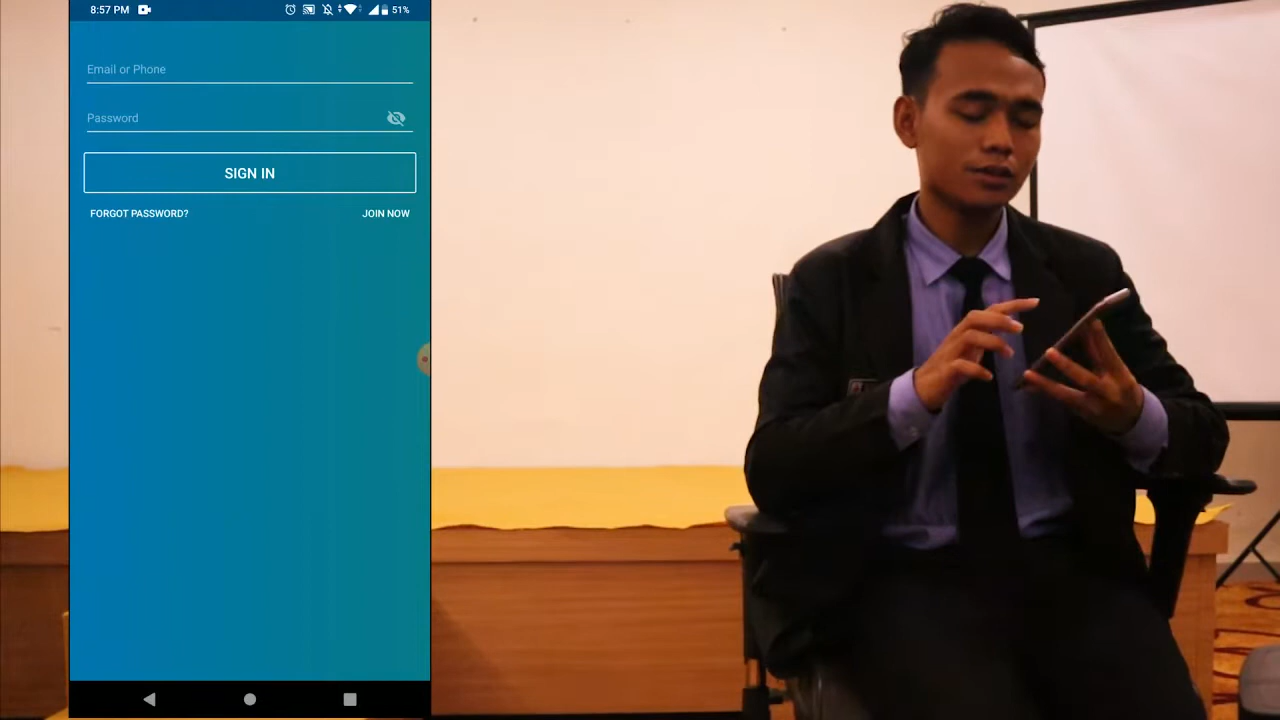 8:57 PM 51%
Email or Phone
Password
SIGN IN
FORGOT PASSWORD? JOIN NOW